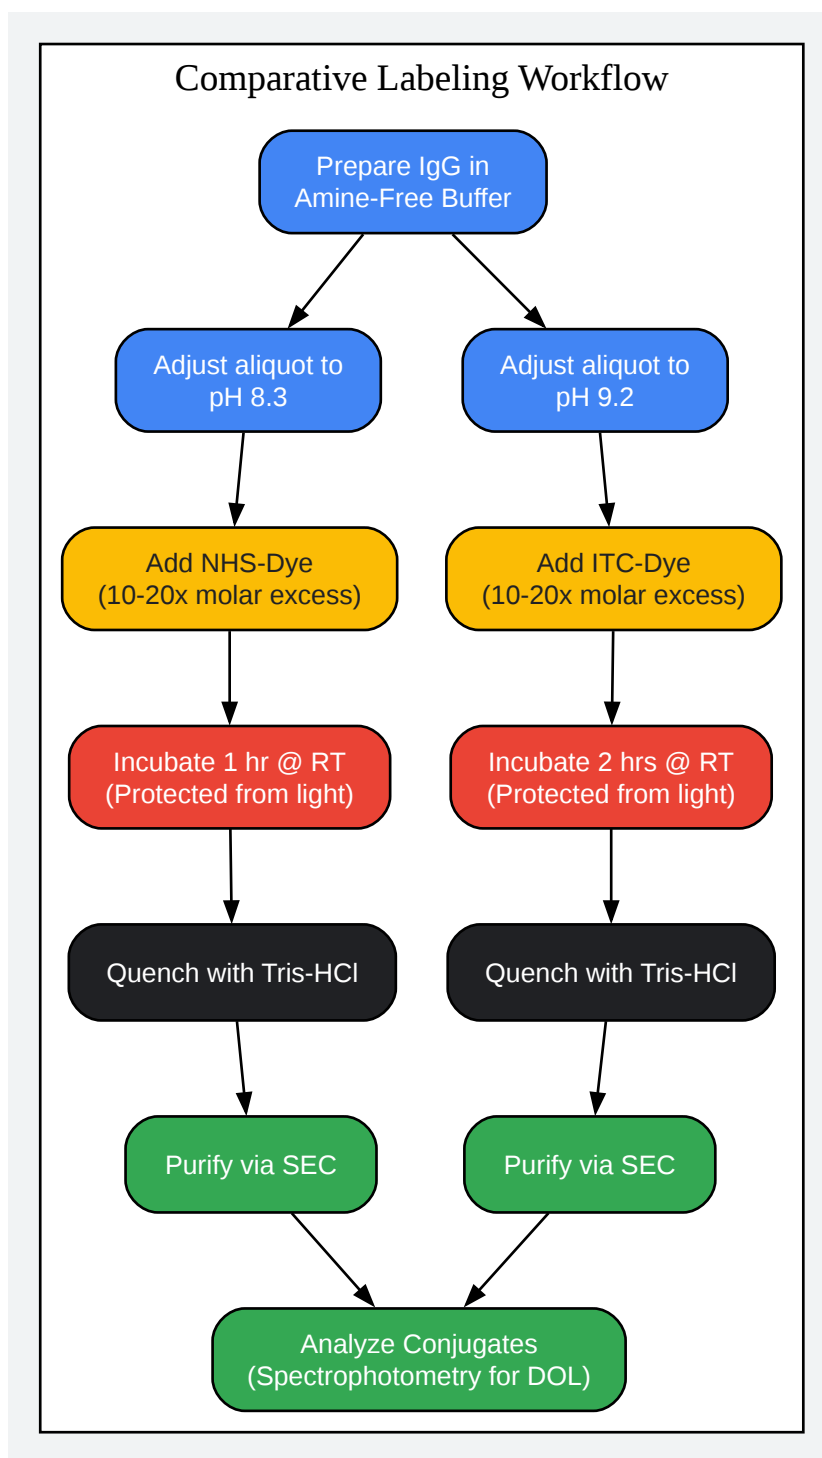 Comparative Labeling Workflow
Prepare IgG in
Amine-Free Buffer
Adjust aliquot to
pH 8.3
Adjust aliquot to
pH 9.2
Add NHS-Dye
(10-20x molar excess)
Add ITC-Dye
(10-20x molar excess)
Incubate 1 hr @ RT
(Protected from light)
Incubate 2 hrs @ RT
(Protected from light)
Quench with Tris-HCl
Quench with Tris-HCl
Purify via SEC
Purify via SEC
Analyze Conjugates
(Spectrophotometry for DOL)